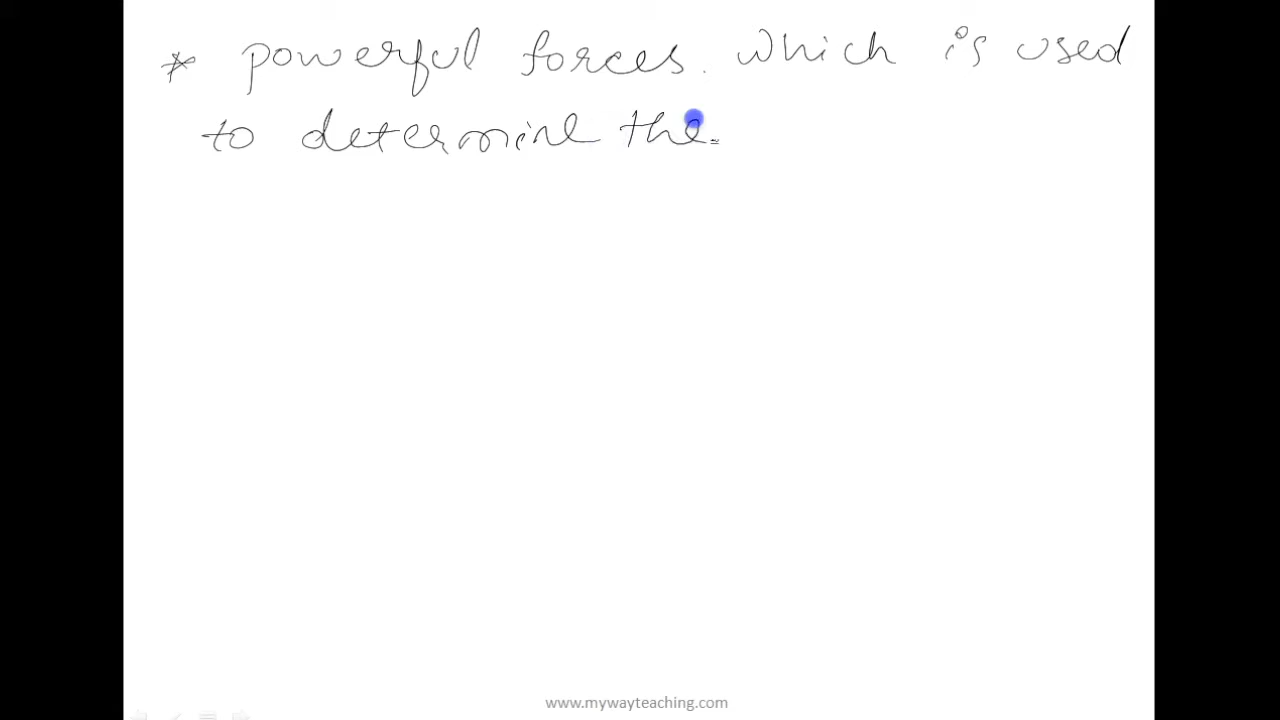 * powerful forces. which is used
to determine the
www.mywayteaching.com